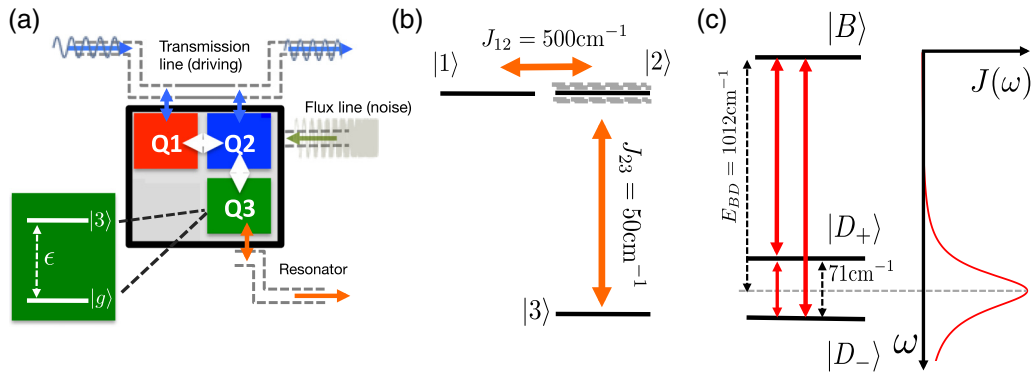 (a)
Transmission
line (driving)
Flux line (noise)
Q1
Q2
Q3
|3⟩
ϵ
|g⟩
Resonator
(b)
J₁₂ = 500cm⁻¹
|1⟩
|2⟩
J₂₃ = 50cm⁻¹
|3⟩
(c)
|B⟩
J(ω)
E_BD = 1012cm⁻¹
|D₊⟩
71cm⁻¹
|D₋⟩
ω